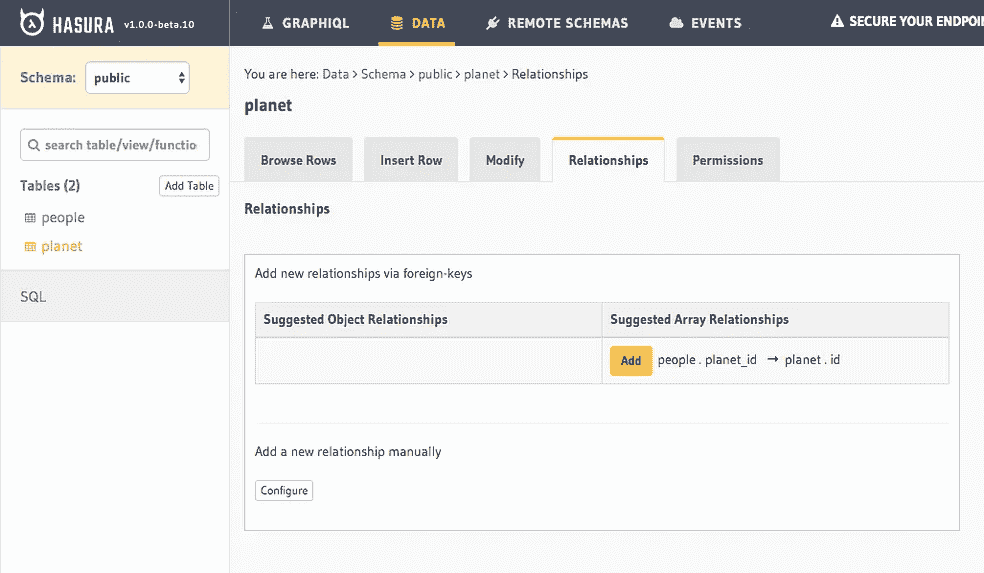 HASURA v1.0.0-beta.10
GRAPHIQL DATA REMOTE SCHEMAS EVENTS SECURE YOUR ENDPOI
Schema: public
search table/view/functio
Tables (2) Add Table
people
planet
SQL
You are here: Data > Schema > public > planet > Relationships
planet
Browse Rows Insert Row Modify Relationships Permissions
Relationships
Add new relationships via foreign-keys
Suggested Object Relationships Suggested Array Relationships
Add people . planet_id → planet . id
Add a new relationship manually
Configure